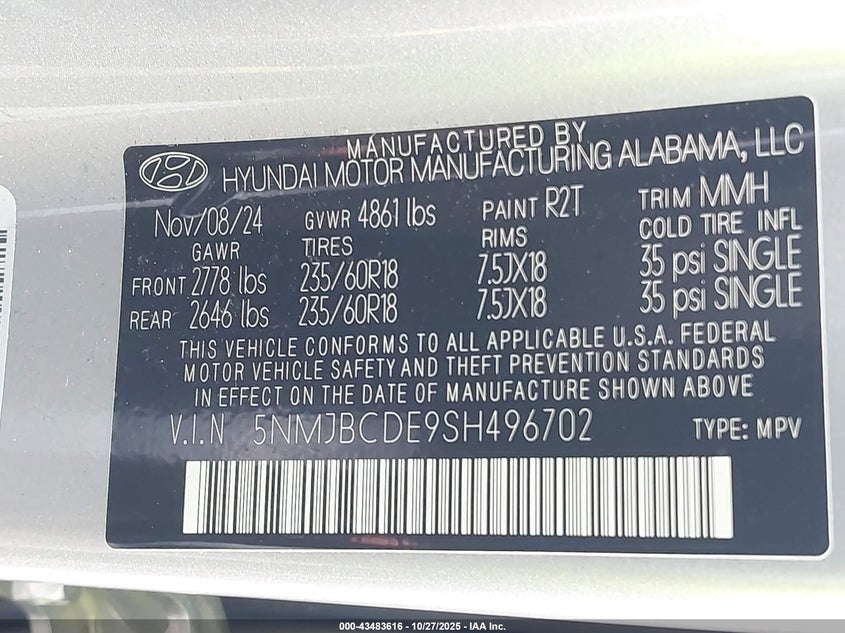 MANUFACTURED BY
HYUNDAI MOTOR MANUFACTURING ALABAMA, LLC
Nov/08/24 GVWR 4861 lbs PAINT R2T TRIM MMH
GAWR TIRES RIMS COLD TIRE INFL
FRONT 2778 lbs 235/60R18 7.5JX18 35 psi SINGLE
REAR 2646 lbs 235/60R18 7.5JX18 35 psi SINGLE
THIS VEHICLE CONFORMS TO ALL APPLICABLE U.S.A. FEDERAL
MOTOR VEHICLE SAFETY AND THEFT PREVENTION STANDARDS
IN EFFECT ON THE DATE OF MANUFACTURE SHOWN ABOVE
V.I.N 5NMJBCDE9SH496702 TYPE: MPV
000-43483616 - 10/27/2025 - IAA Inc.